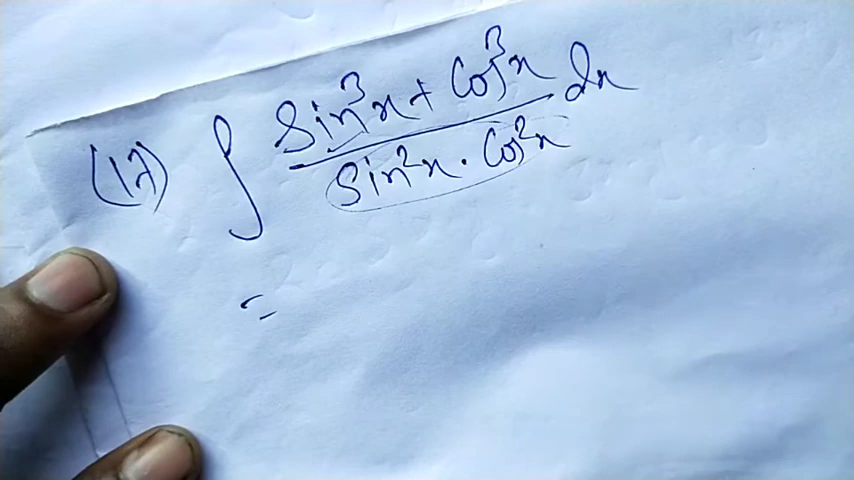 (17) ∫ Sin³x + Cos³x / Sin²x · Cos²x dx
=